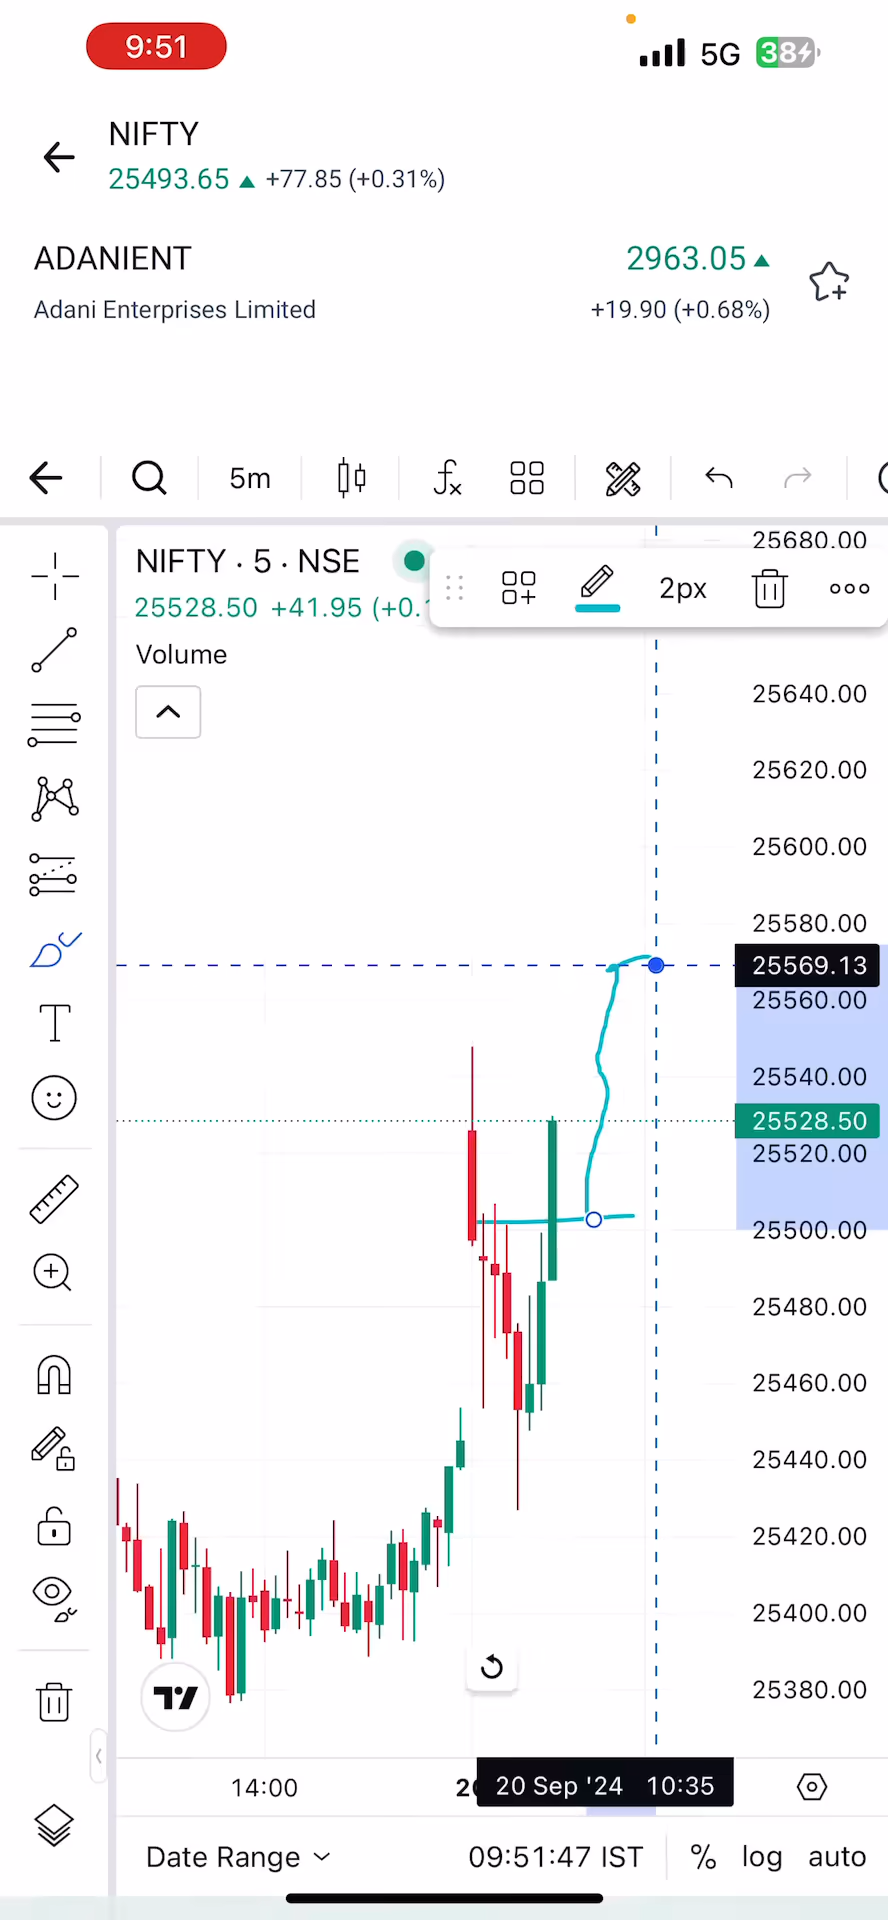 9:51
5G 38
NIFTY
25493.65 ▲ +77.85 (+0.31%)
ADANIENT 2963.05 ▲
Adani Enterprises Limited +19.90 (+0.68%)
5m
25680.00
NIFTY · 5 · NSE
2px
25528.50 +41.95 (+0.
Volume
25640.00
25620.00
25600.00
25580.00
25569.13
25560.00
25540.00
25528.50
25520.00
25500.00
25480.00
25460.00
25440.00
25420.00
25400.00
25380.00
14:00 20 Sep '24 10:35
Date Range 09:51:47 IST % log auto